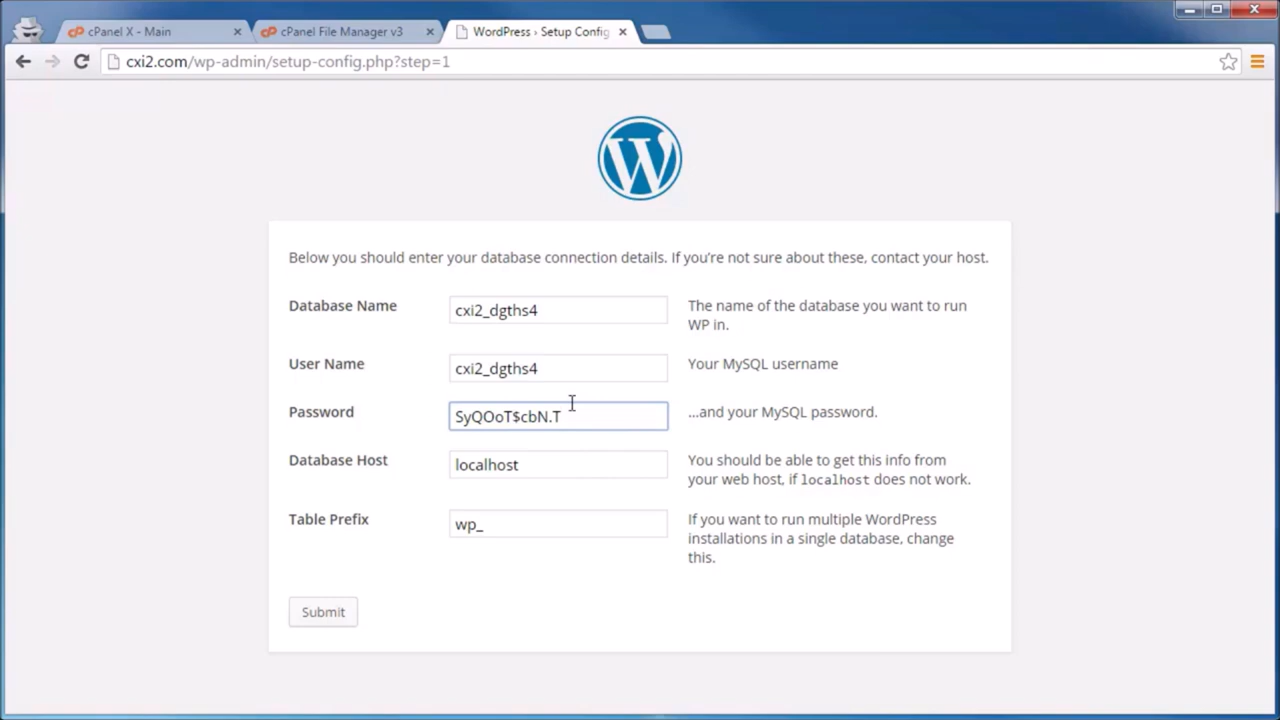 cPanel X - Main
cPanel File Manager v3
WordPress › Setup Config
cxi2.com/wp-admin/setup-config.php?step=1
Below you should enter your database connection details. If you’re not sure about these, contact your host.
Database Name
cxi2_dgths4
The name of the database you want to run
WP in.
User Name
cxi2_dgths4
Your MySQL username
Password
SyQOoT$cbN.T
…and your MySQL password.
Database Host
localhost
You should be able to get this info from
your web host, if localhost does not work.
Table Prefix
wp_
If you want to run multiple WordPress
installations in a single database, change
this.
Submit